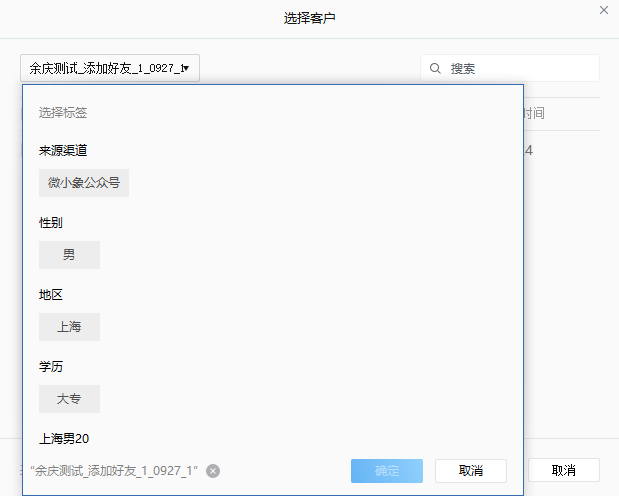 选择客户
余庆测试_添加好友_1_0927_1
搜索
选择标签
时间
来源渠道
4
微小象公众号
性别
男
地区
上海
学历
大专
上海男20
"余庆测试_添加好友_1_0927_1"
确定
取消
取消